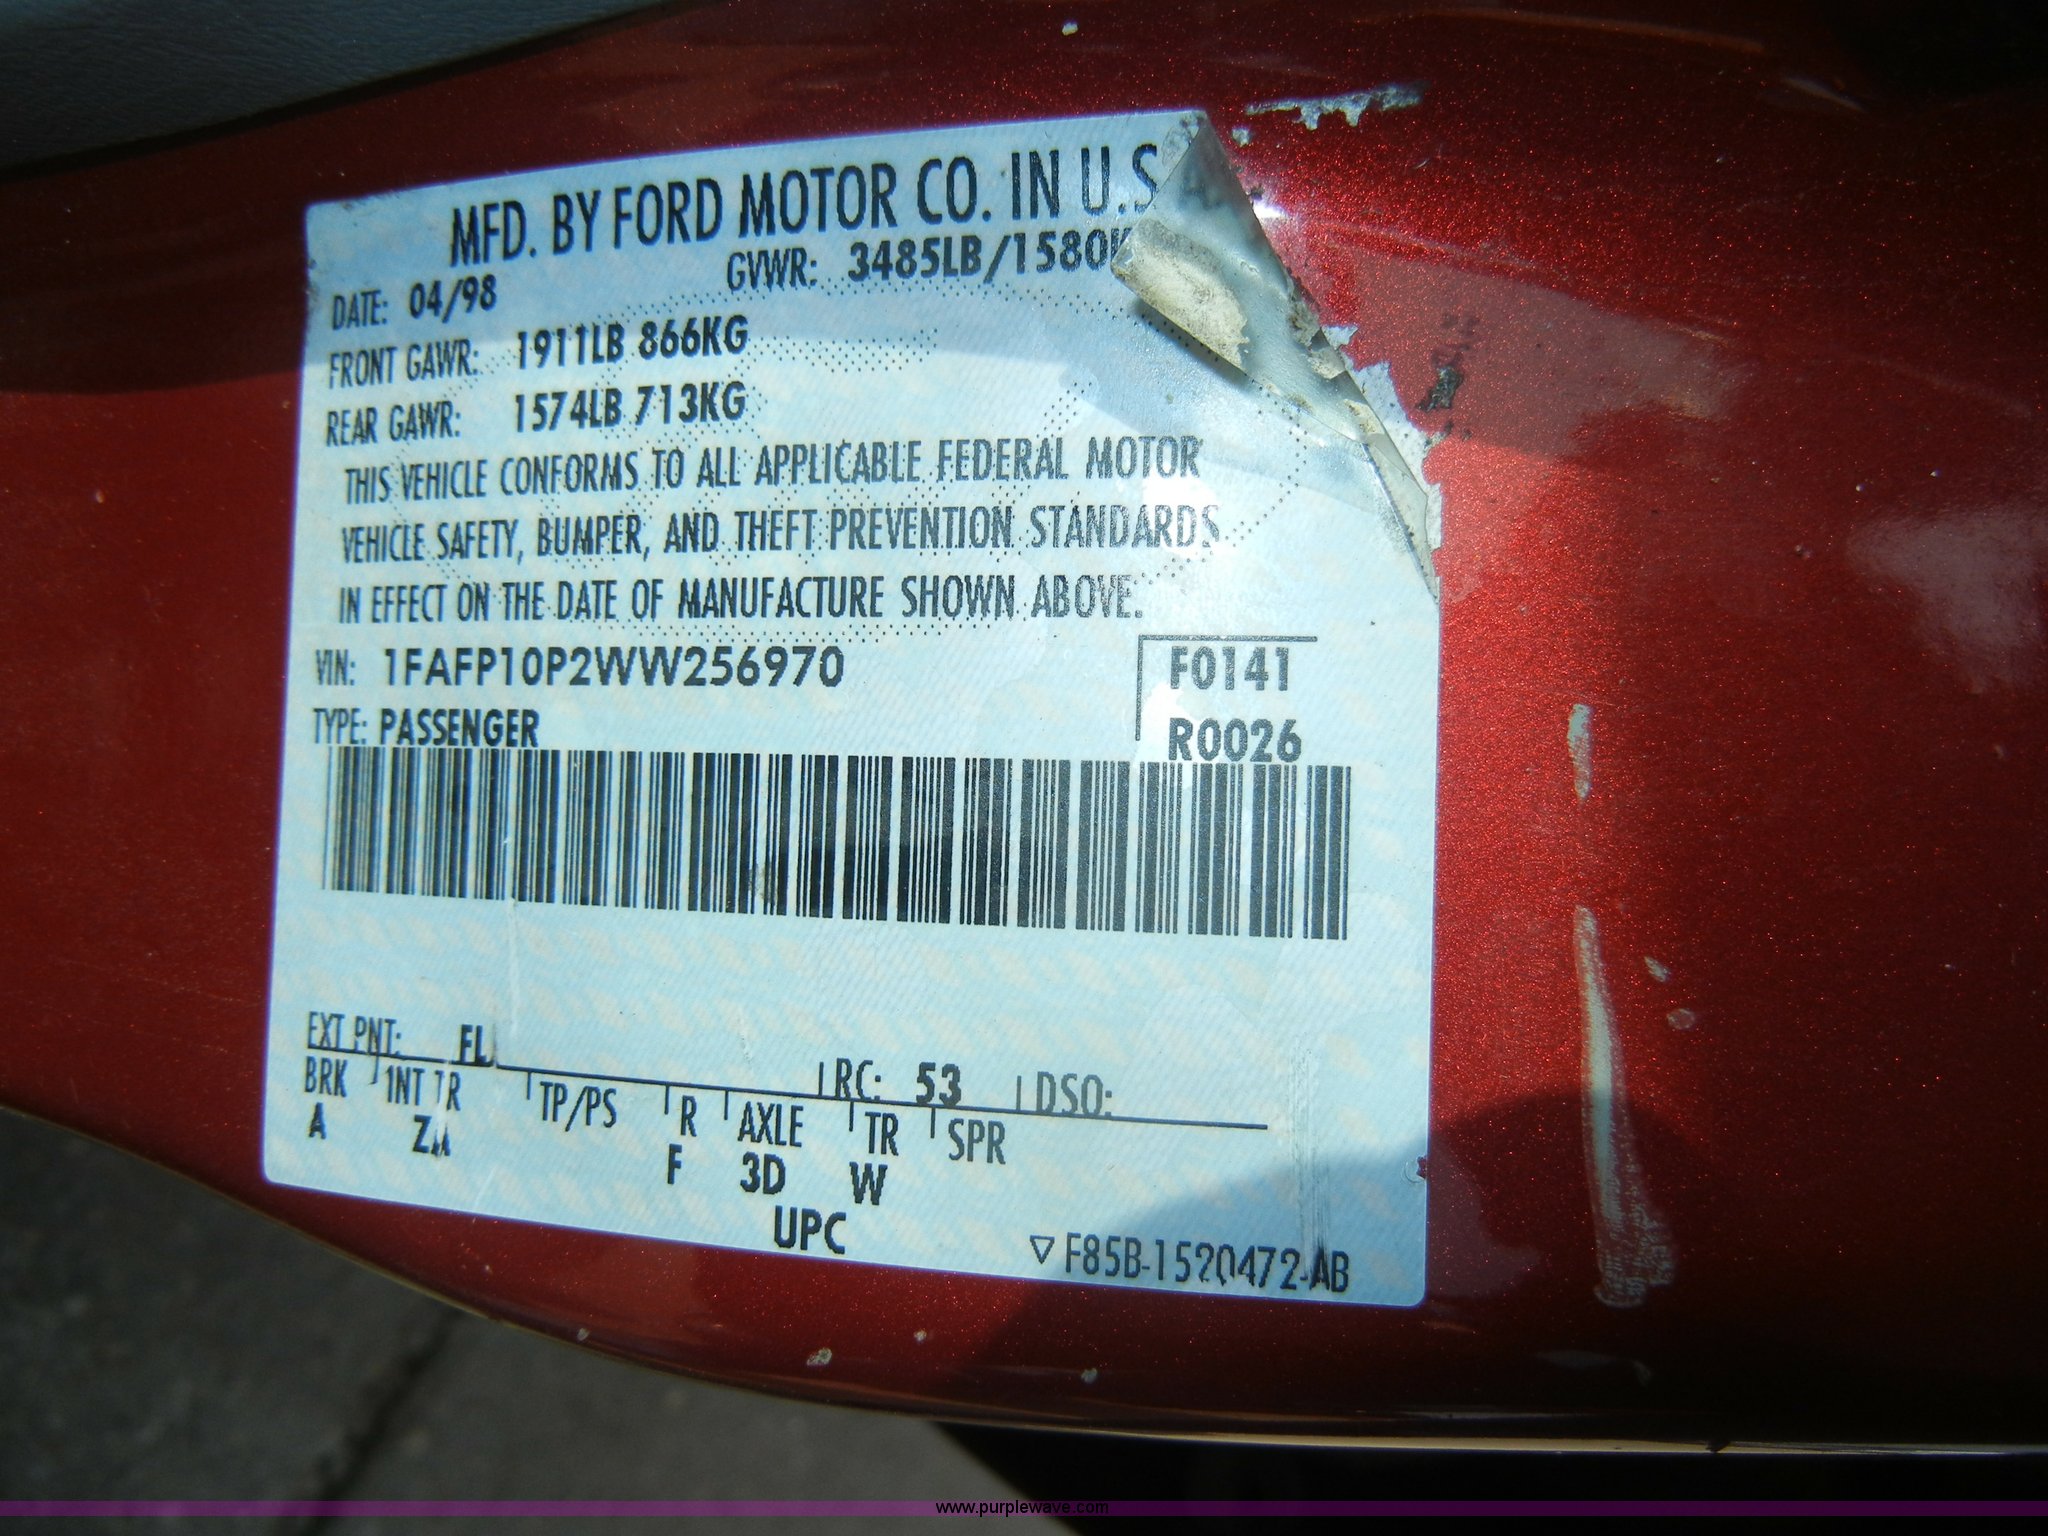 MFD. BY FORD MOTOR CO. IN U.S
DATE: 04/98 GVWR: 3485LB/1580K
FRONT GAWR: 1911LB 866KG
REAR GAWR: 1574LB 713KG
THIS VEHICLE CONFORMS TO ALL APPLICABLE FEDERAL MOTOR
VEHICLE SAFETY, BUMPER, AND THEFT PREVENTION STANDARDS
IN EFFECT ON THE DATE OF MANUFACTURE SHOWN ABOVE.
VIN: 1FAFP10P2WW256970 F0141
TYPE: PASSENGER R0026
EXT PNT: FL RC: 53 DSO:
BRK INT TR TP/PS R AXLE TR SPR
A F 3D W
UPC
▽ F85B-1520472-AB
www.purplewave.com